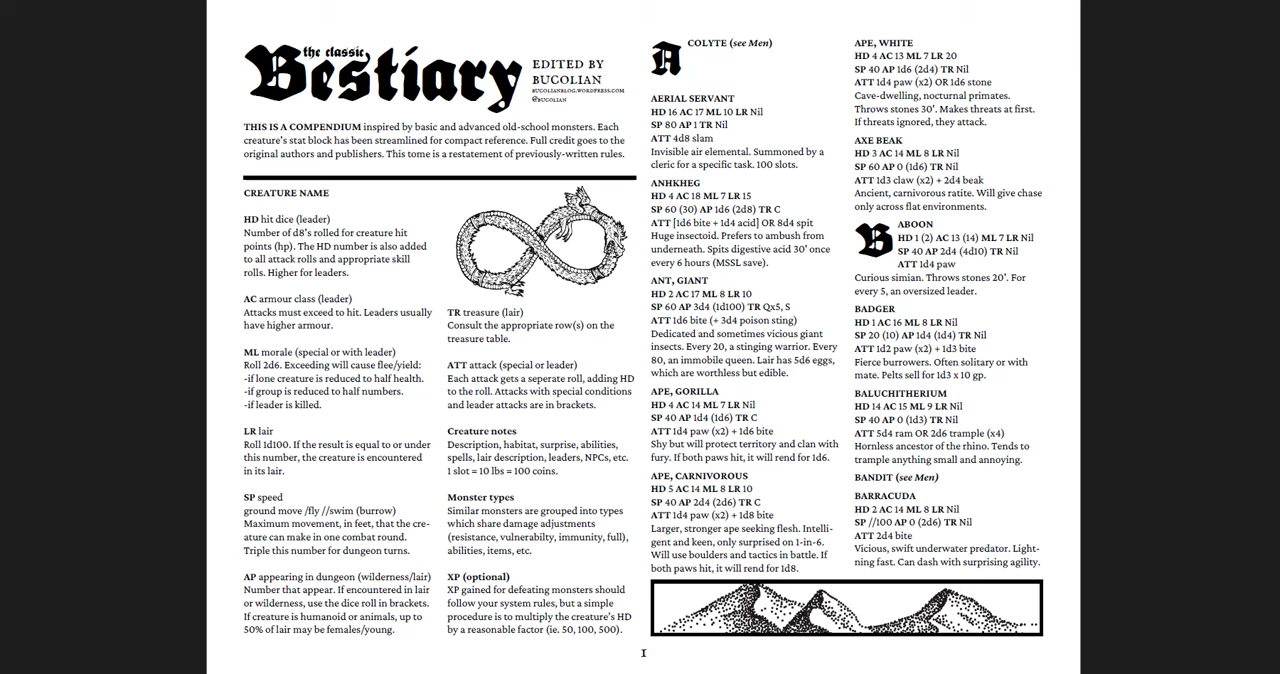 the classic
Bestiary
EDITED BY
BUCOLIAN
BUCOLIANBLOG.WORDPRESS.COM
@BUCOLIAN
THIS IS A COMPENDIUM inspired by basic and advanced old-school monsters. Each
creature's stat block has been streamlined for compact reference. Full credit goes to the
original authors and publishers. This tome is a restatement of previously-written rules.
CREATURE NAME
HD hit dice (leader)
Number of d8's rolled for creature hit
points (hp). The HD number is also added
to all attack rolls and appropriate skill
rolls. Higher for leaders.
AC armour class (leader)
Attacks must exceed to hit. Leaders usually
have higher armour.
ML morale (special or with leader)
Roll 2d6. Exceeding will cause flee/yield:
-if lone creature is reduced to half health.
-if group is reduced to half numbers.
-if leader is killed.
LR lair
Roll 1d100. If the result is equal to or under
this number, the creature is encountered
in its lair.
SP speed
ground move /fly //swim (burrow)
Maximum movement, in feet, that the cre-
ature can make in one combat round.
Triple this number for dungeon turns.
AP appearing in dungeon (wilderness/lair)
Number that appear. If encountered in lair
or wilderness, use the dice roll in brackets.
If creature is humanoid or animals, up to
50% of lair may be females/young.
TR treasure (lair)
Consult the appropriate row(s) on the
treasure table.
ATT attack (special or leader)
Each attack gets a seperate roll, adding HD
to the roll. Attacks with special conditions
and leader attacks are in brackets.
Creature notes
Description, habitat, surprise, abilities,
spells, lair description, leaders, NPCs, etc.
1 slot = 10 lbs = 100 coins.
Monster types
Similar monsters are grouped into types
which share damage adjustments
(resistance, vulnerabilty, immunity, full),
abilities, items, etc.
XP (optional)
XP gained for defeating monsters should
follow your system rules, but a simple
procedure is to multiply the creature's HD
by a reasonable factor (ie. 50, 100, 500).
ACOLYTE (see Men)
AERIAL SERVANT
HD 16 AC 17 ML 10 LR Nil
SP 80 AP 1 TR Nil
ATT 4d8 slam
Invisible air elemental. Summoned by a
cleric for a specific task. 100 slots.
ANHKHEG
HD 4 AC 18 ML 7 LR 15
SP 60 (30) AP 1d6 (2d8) TR C
ATT [1d6 bite + 1d4 acid] OR 8d4 spit
Huge insectoid. Prefers to ambush from
underneath. Spits digestive acid 30' once
every 6 hours (MSSL save).
ANT, GIANT
HD 2 AC 17 ML 8 LR 10
SP 60 AP 3d4 (1d100) TR Qx5, S
ATT 1d6 bite (+ 3d4 poison sting)
Dedicated and sometimes vicious giant
insects. Every 20, a stinging warrior. Every
80, an immobile queen. Lair has 5d6 eggs,
which are worthless but edible.
APE, GORILLA
HD 4 AC 14 ML 7 LR Nil
SP 40 AP 1d4 (1d6) TR C
ATT 1d4 paw (x2) + 1d6 bite
Shy but will protect territory and clan with
fury. If both paws hit, it will rend for 1d6.
APE, CARNIVOROUS
HD 5 AC 14 ML 8 LR 10
SP 40 AP 2d4 (2d6) TR C
ATT 1d4 paw (x2) + 1d8 bite
Larger, stronger ape seeking flesh. Intelli-
gent and keen, only surprised on 1-in-6.
Will use boulders and tactics in battle. If
both paws hit, it will rend for 1d8.
APE, WHITE
HD 4 AC 13 ML 7 LR 20
SP 40 AP 1d6 (2d4) TR Nil
ATT 1d4 paw (x2) OR 1d6 stone
Cave-dwelling, nocturnal primates.
Throws stones 30'. Makes threats at first.
If threats ignored, they attack.
AXE BEAK
HD 3 AC 14 ML 8 LR Nil
SP 60 AP 0 (1d6) TR Nil
ATT 1d3 claw (x2) + 2d4 beak
Ancient, carnivorous ratite. Will give chase
only across flat environments.
BABOON
HD 1 (2) AC 13 (14) ML 7 LR Nil
SP 40 AP 2d4 (4d10) TR Nil
ATT 1d4 paw
Curious simian. Throws stones 20'. For
every 5, an oversized leader.
BADGER
HD 1 AC 16 ML 8 LR Nil
SP 20 (10) AP 1d4 (1d4) TR Nil
ATT 1d2 paw (x2) + 1d3 bite
Fierce burrowers. Often solitary or with
mate. Pelts sell for 1d3 x 10 gp.
BALUCHITHERIUM
HD 14 AC 15 ML 9 LR Nil
SP 40 AP 0 (1d3) TR Nil
ATT 5d4 ram OR 2d6 trample (x4)
Hornless ancestor of the rhino. Tends to
trample anything small and annoying.
BANDIT (see Men)
BARRACUDA
HD 2 AC 14 ML 8 LR Nil
SP //100 AP 0 (2d6) TR Nil
ATT 2d4 bite
Vicious, swift underwater predator. Light-
ning fast. Can dash with surprising agility.
1